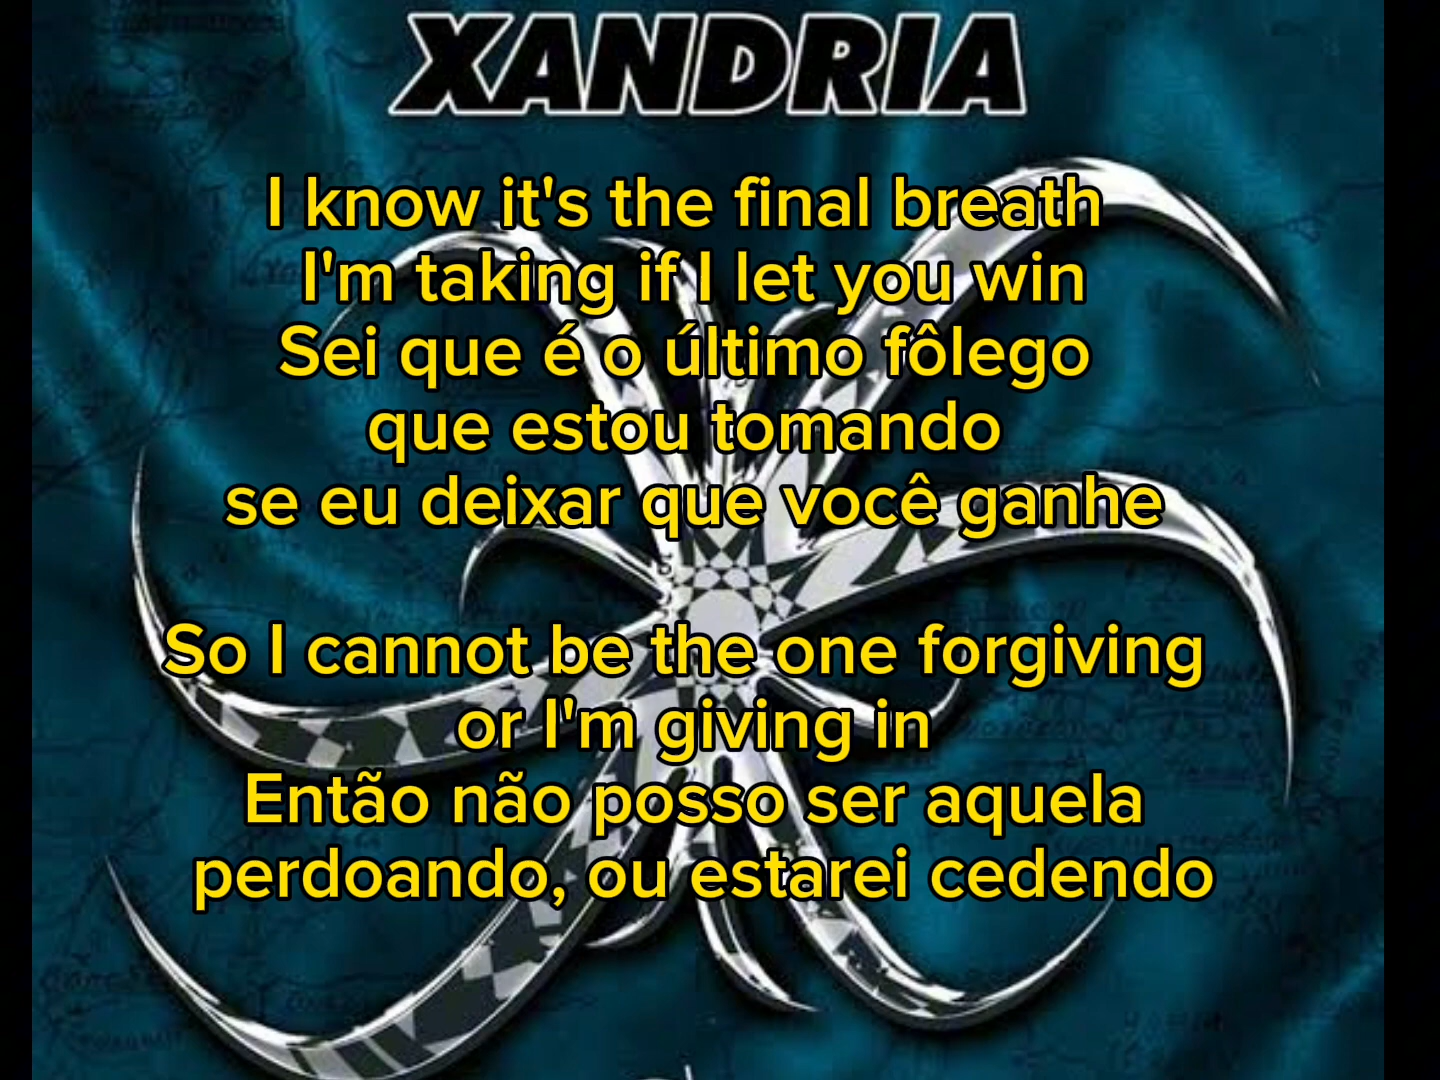 XANDRIA
I know it's the final breath
I'm taking if I let you win
Sei que é o último fôlego
que estou tomando
se eu deixar que você ganhe
So I cannot be the one forgiving
or I'm giving in
Então não posso ser aquela
perdoando, ou estarei cedendo